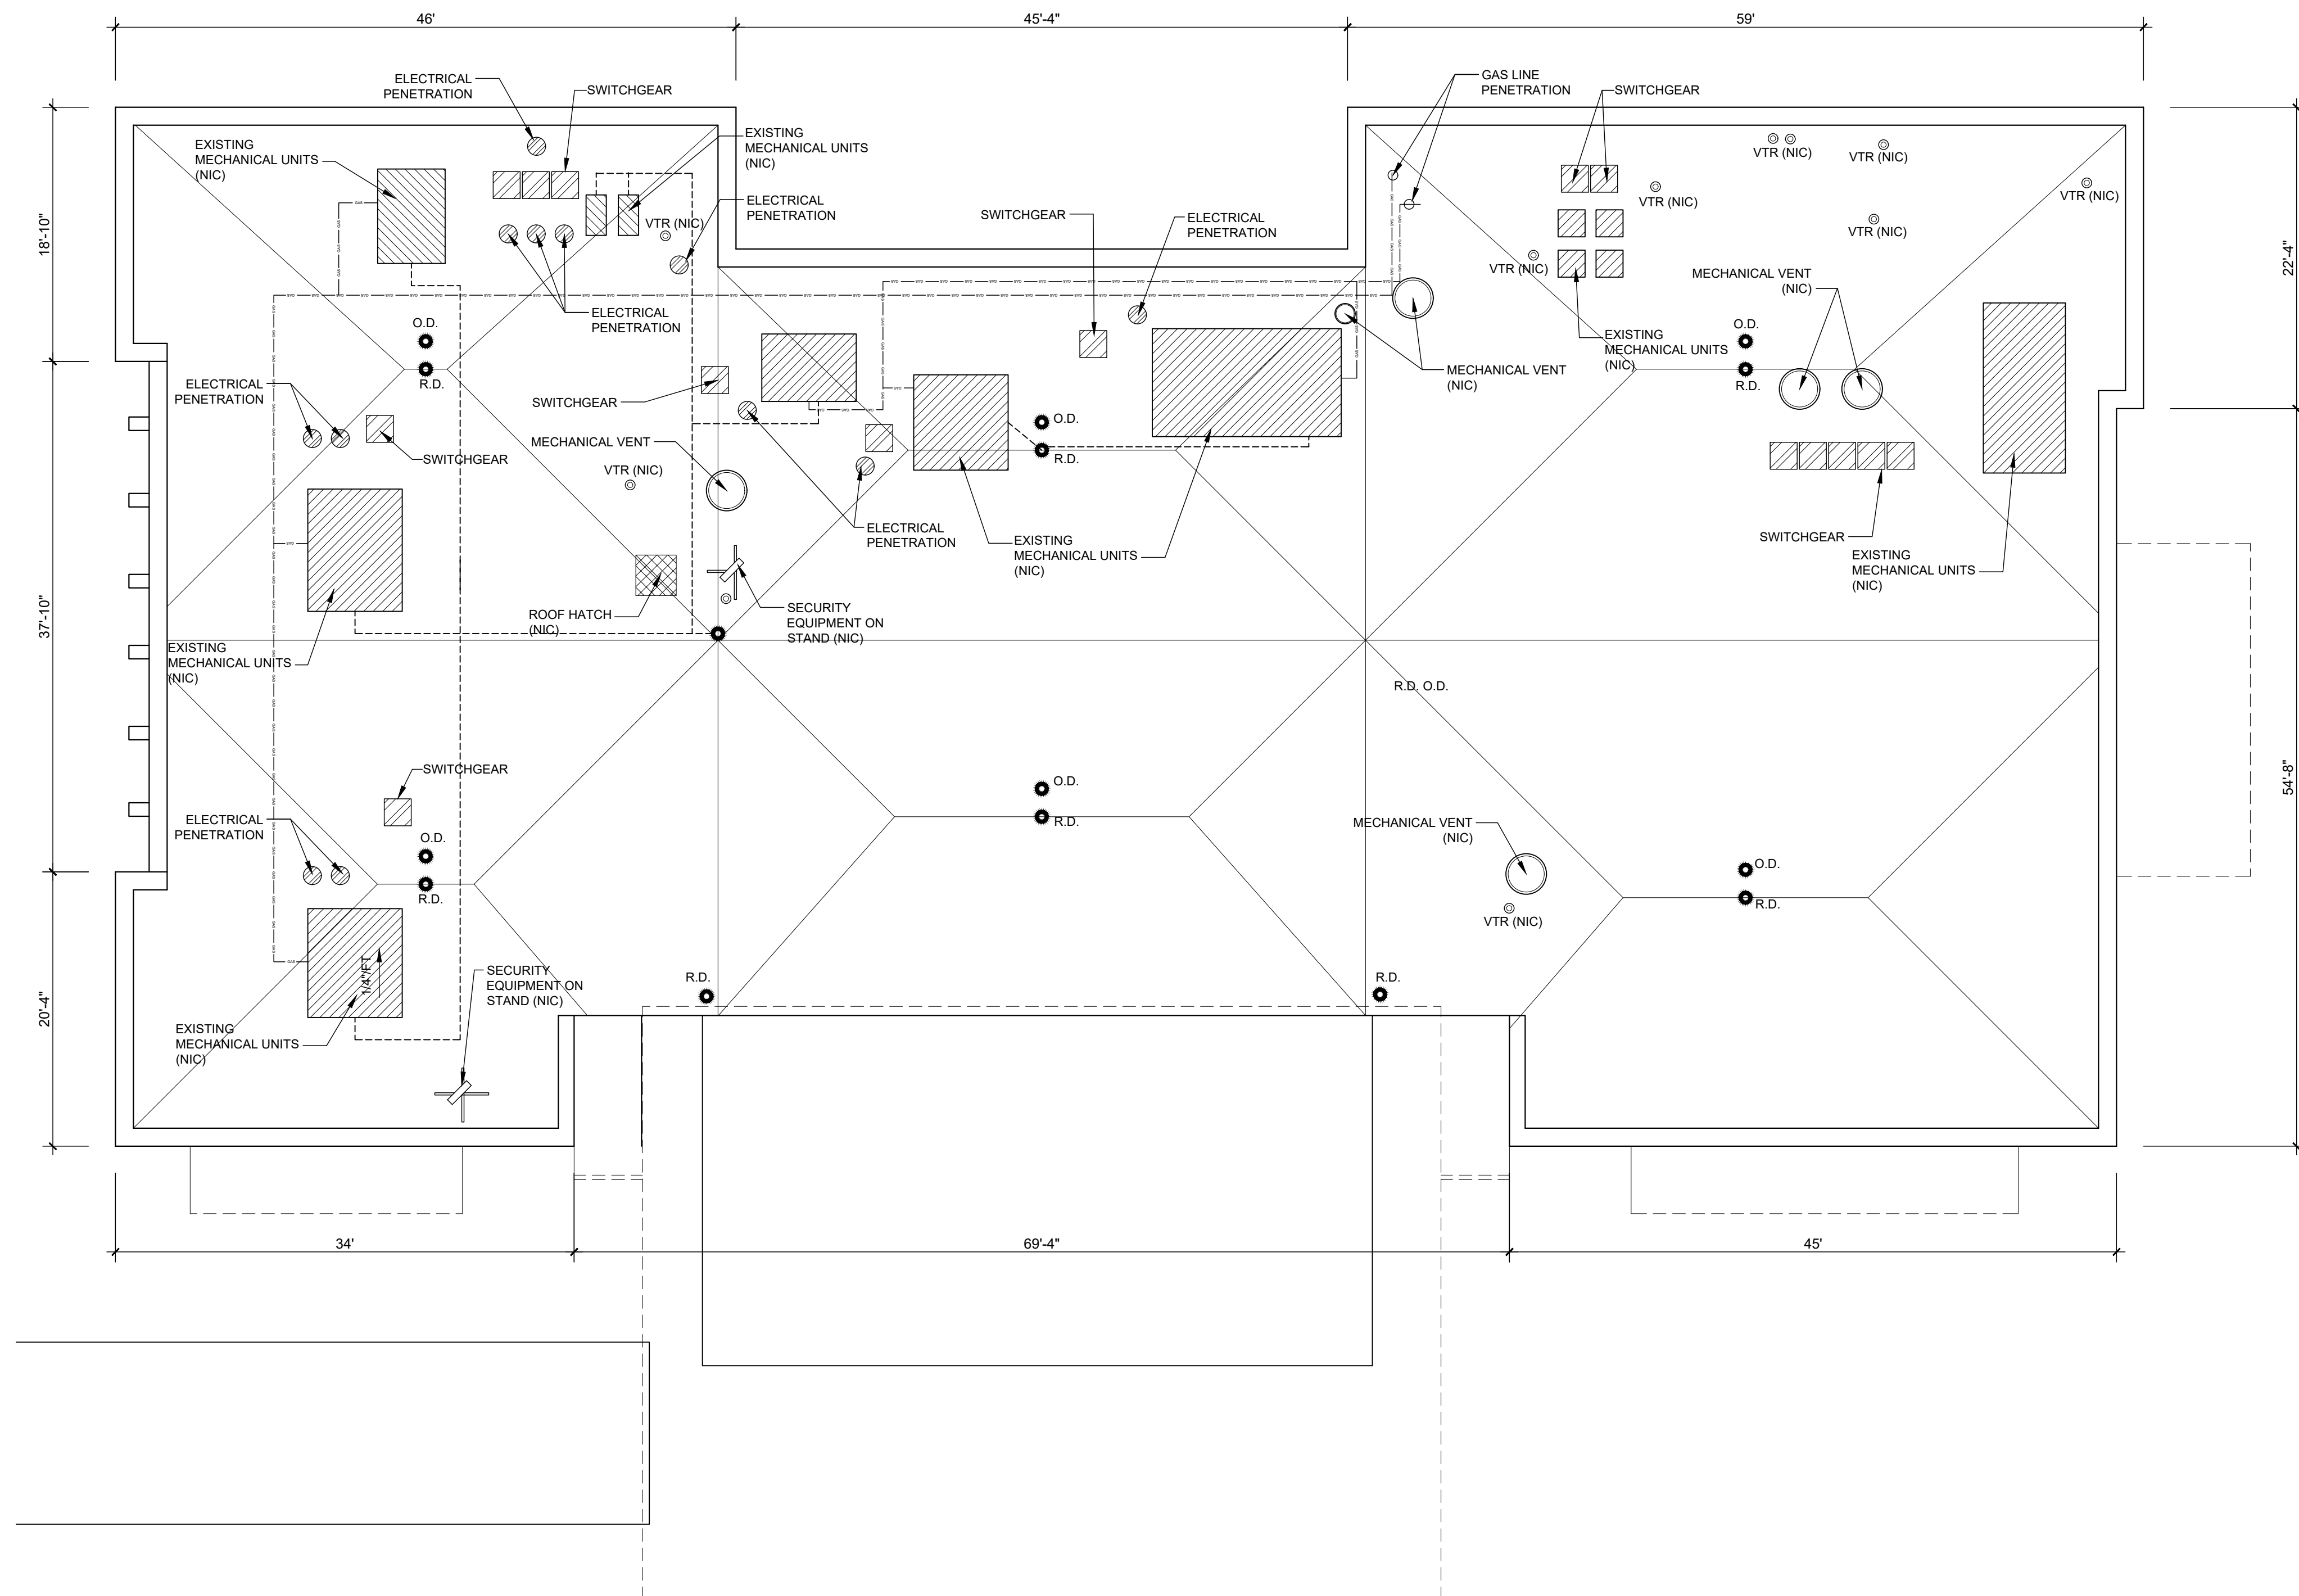 46'
45'-4"
59'
ELECTRICAL
PENETRATION
SWITCHGEAR
GAS LINE
PENETRATION
SWITCHGEAR
EXISTING
MECHANICAL UNITS
(NIC)
EXISTING
MECHANICAL UNITS
(NIC)
VTR (NIC)
VTR (NIC)
VTR (NIC)
VTR (NIC)
VTR (NIC)
18'-10"
ELECTRICAL
PENETRATION
VTR (NIC)
SWITCHGEAR
ELECTRICAL
PENETRATION
22'-4"
VTR (NIC)
MECHANICAL VENT
(NIC)
GAS
ELECTRICAL
PENETRATION
O.D.
R.D.
EXISTING
MECHANICAL UNITS
(NIC)
O.D.
R.D.
MECHANICAL VENT
(NIC)
ELECTRICAL
PENETRATION
SWITCHGEAR
O.D.
R.D.
SWITCHGEAR
MECHANICAL VENT
VTR (NIC)
ELECTRICAL
PENETRATION
EXISTING
MECHANICAL UNITS
(NIC)
SWITCHGEAR
EXISTING
MECHANICAL UNITS
(NIC)
37'-10"
ROOF HATCH
(NIC)
SECURITY
EQUIPMENT ON
STAND (NIC)
EXISTING
MECHANICAL UNITS
(NIC)
R.D. O.D.
SWITCHGEAR
O.D.
R.D.
54'-8"
ELECTRICAL
PENETRATION
O.D.
R.D.
MECHANICAL VENT
(NIC)
VTR (NIC)
O.D.
R.D.
1/4"/FT
SECURITY
EQUIPMENT ON
STAND (NIC)
R.D.
R.D.
20'-4"
EXISTING
MECHANICAL UNITS
(NIC)
34'
69'-4"
45'